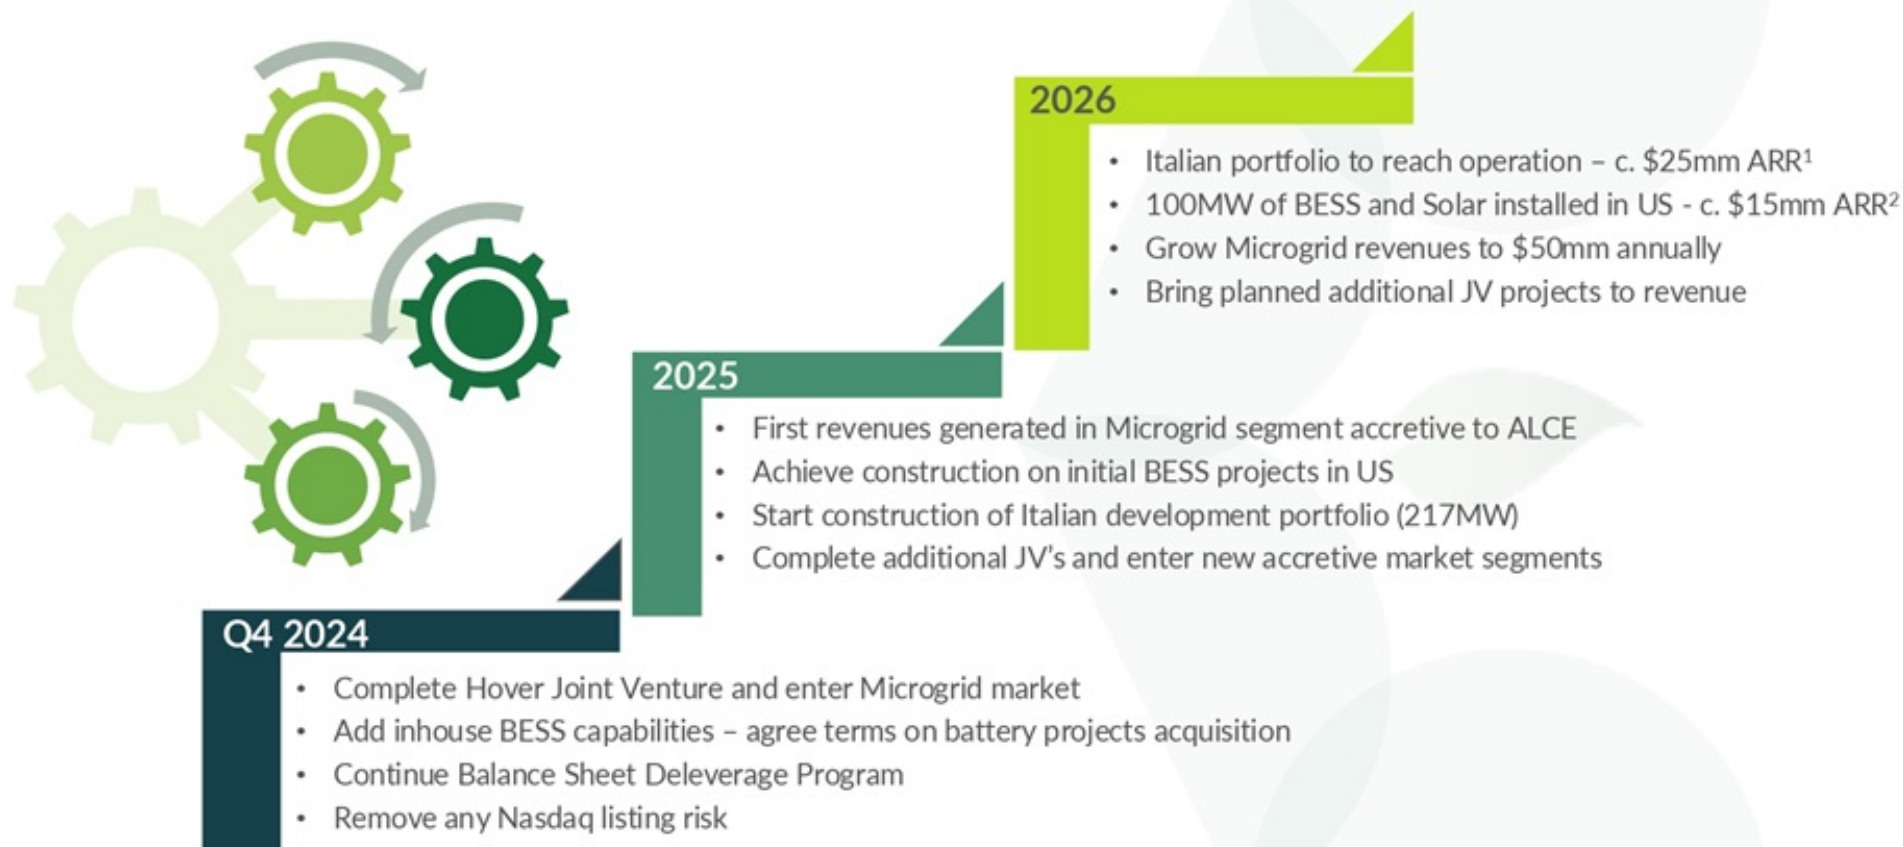 2026
• Italian portfolio to reach operation – c. $25mm ARR¹
• 100MW of BESS and Solar installed in US - c. $15mm ARR²
• Grow Microgrid revenues to $50mm annually
• Bring planned additional JV projects to revenue
2025
• First revenues generated in Microgrid segment accretive to ALCE
• Achieve construction on initial BESS projects in US
• Start construction of Italian development portfolio (217MW)
• Complete additional JV's and enter new accretive market segments
Q4 2024
• Complete Hover Joint Venture and enter Microgrid market
• Add inhouse BESS capabilities – agree terms on battery projects acquisition
• Continue Balance Sheet Deleverage Program
• Remove any Nasdaq listing risk